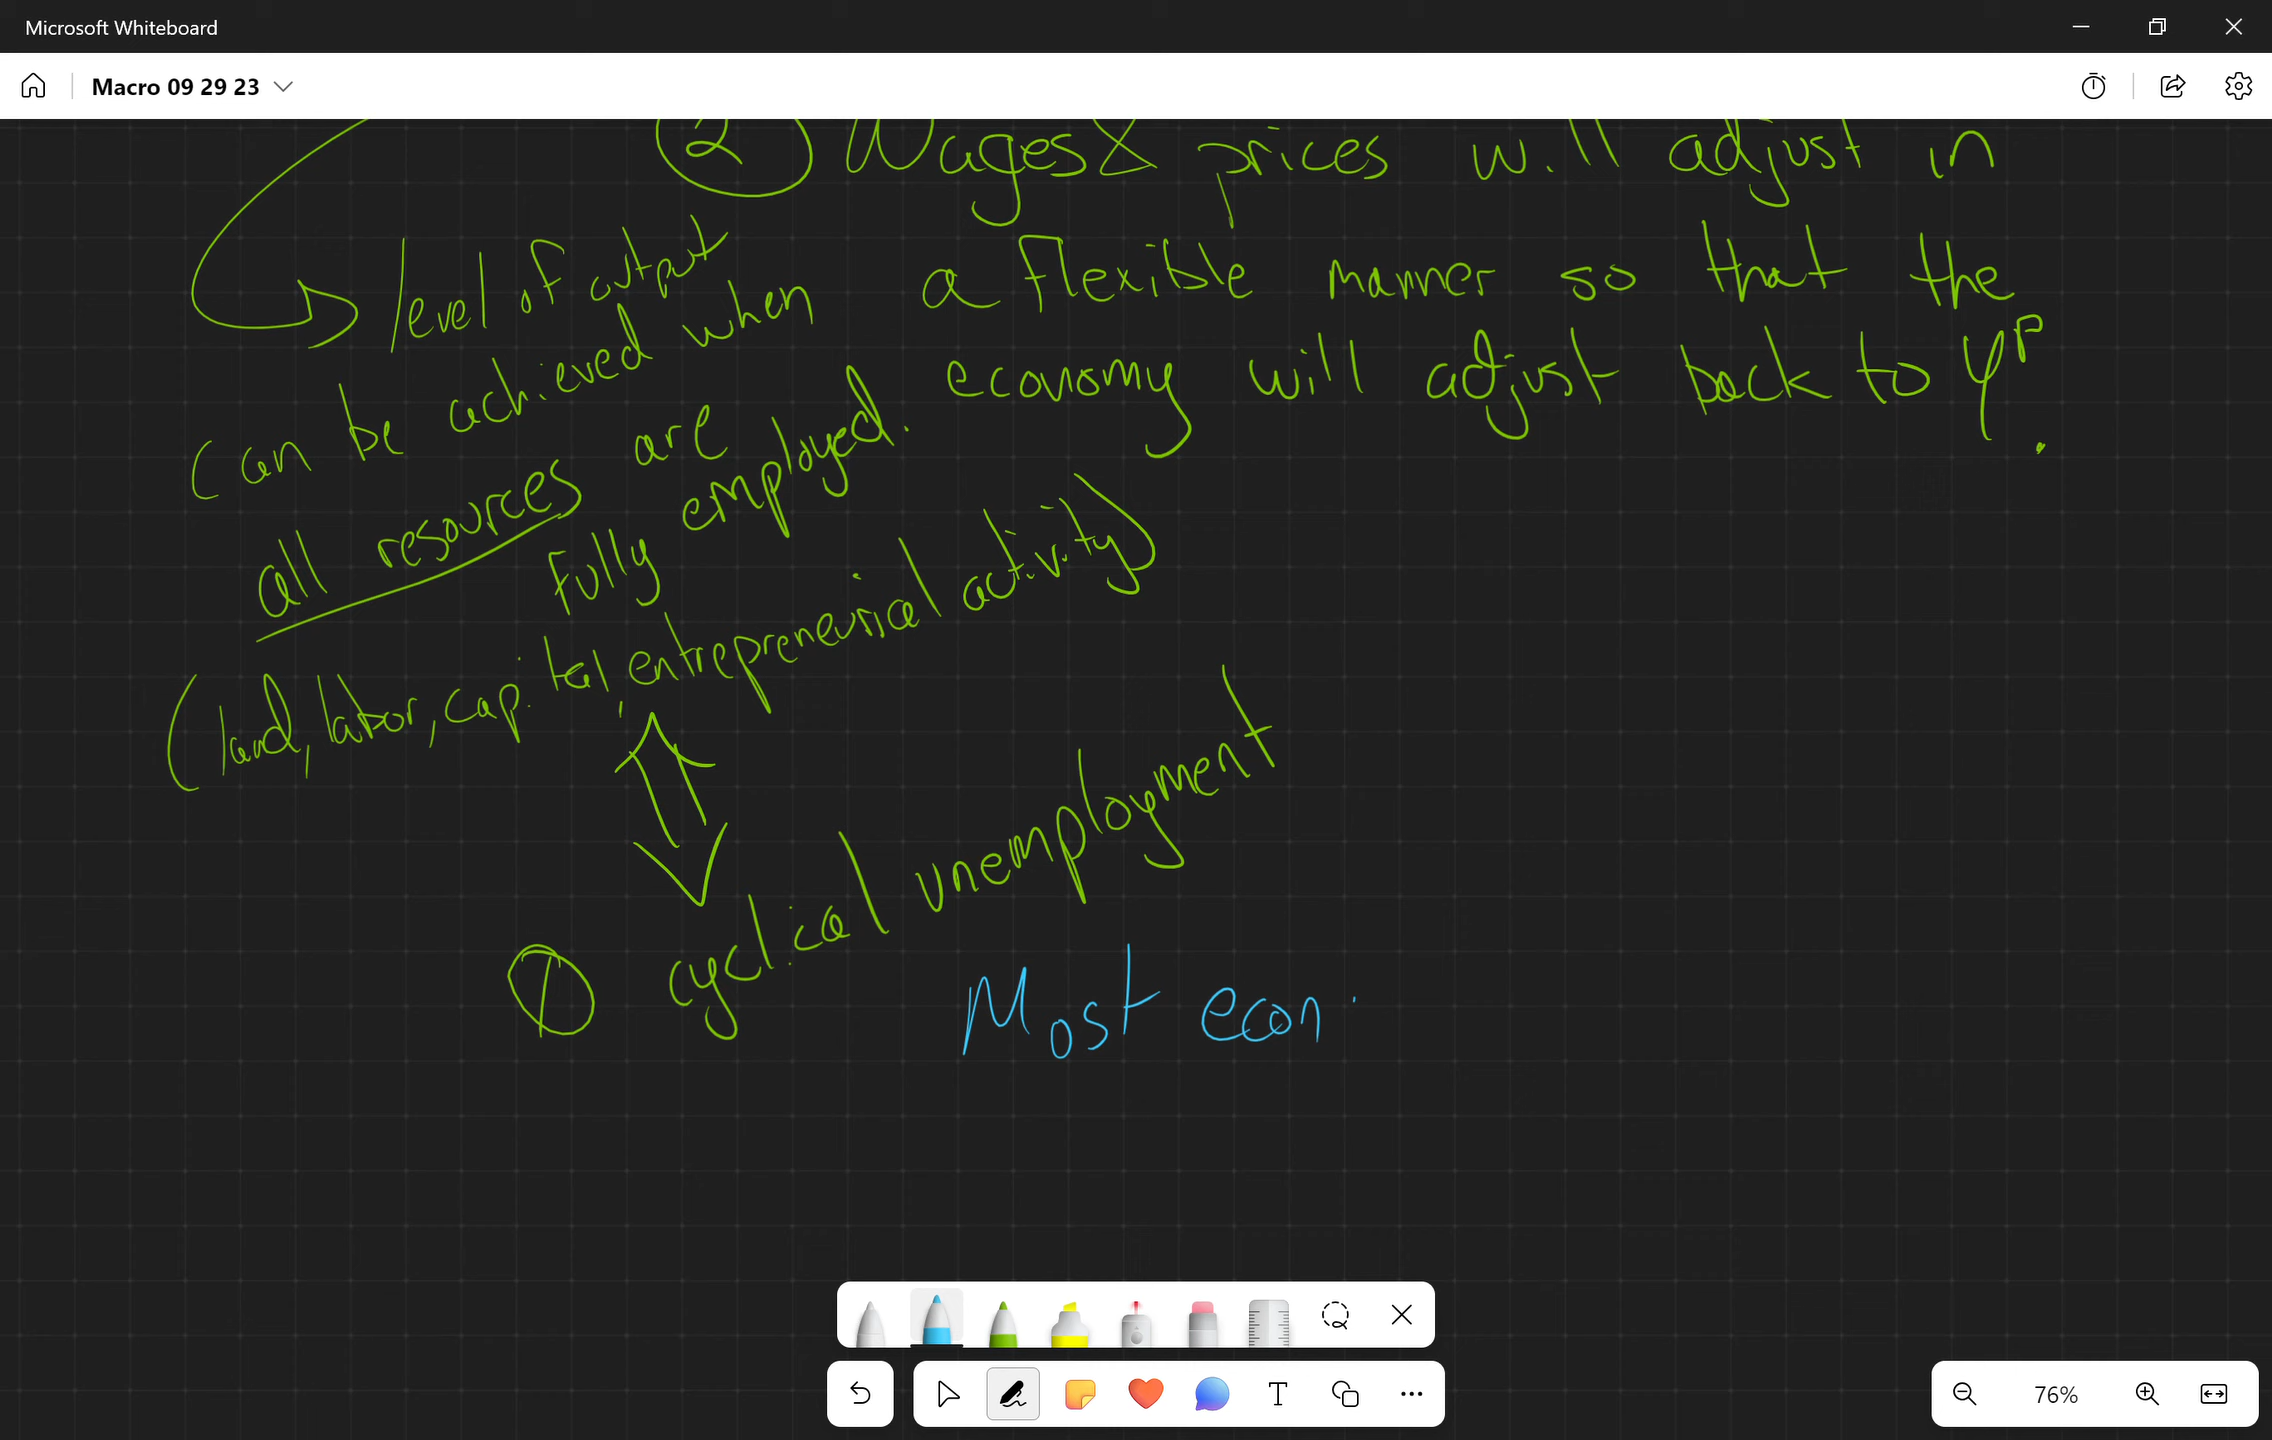 Microsoft Whiteboard
Macro 09 29 23
2 Wages & prices will adjust in
a flexible manner so that the
economy will adjust back to Y^P.
level of output
can be achieved when
all resources are
fully employed.
(land, labor, capital, entrepreneurial activity)
cyclical unemployment
Most econ
76%